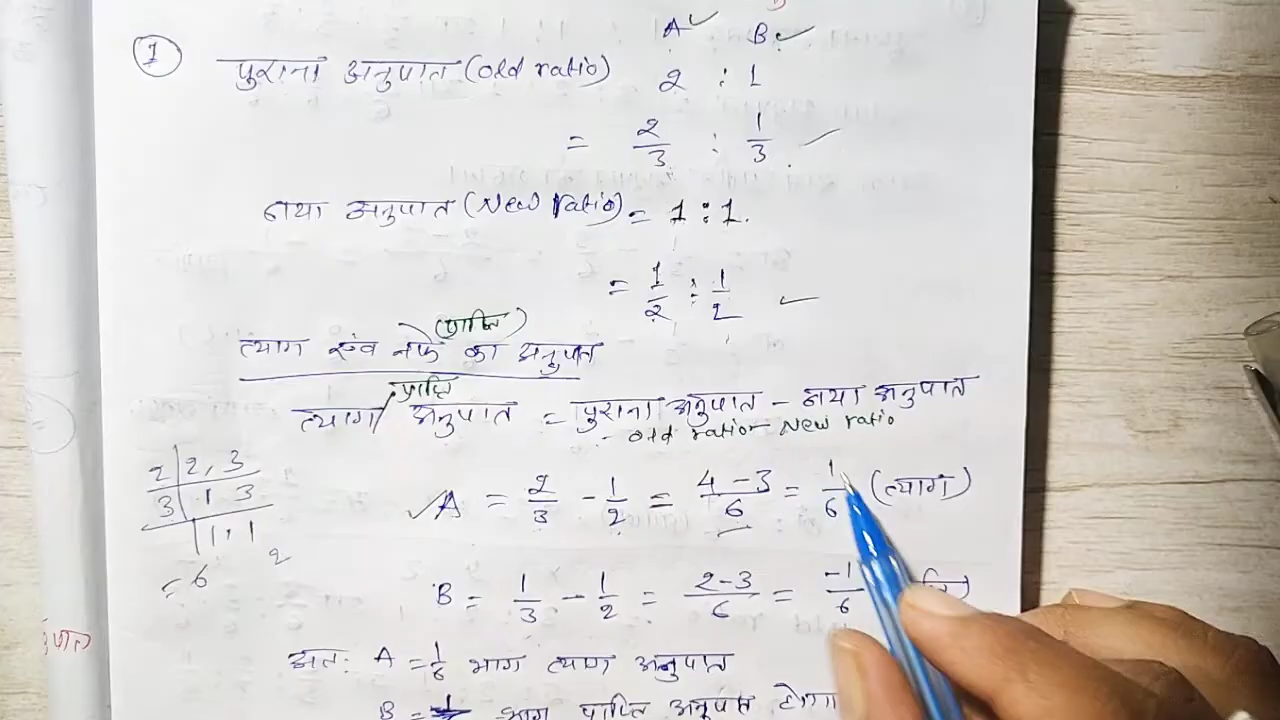 A B
1 पुराना अनुपात (old ratio) 2 : 1
= 2/3 : 1/3
नया अनुपात (New ratio) = 1 : 1.
= 1/2 : 1/2
(प्राप्ति)
त्याग एंव नफे का अनुपात
प्राप्ति
त्याग/ अनुपात = पुराना अनुपात - नया अनुपात
- old ratio - New ratio
2 | 2, 3
3 | 1 3
| 1, 1
2
= 6
A = 2/3 - 1/2 = 4-3/6 = 1/6 (त्याग)
B = 1/3 - 1/2 = 2-3/6 = -1/6
अत: A = 1/6 भाग त्याग अनुपात
B = भाग प्राप्ति अनुपात होगा